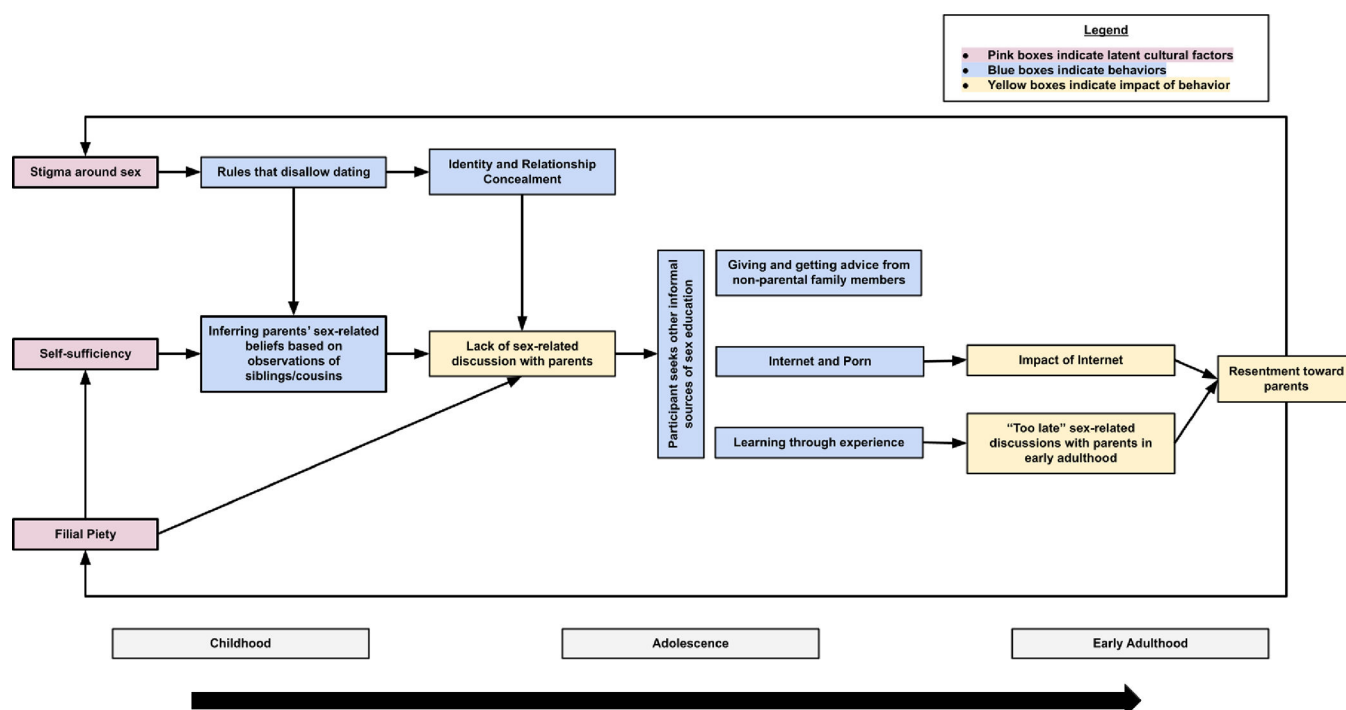 Legend
● Pink boxes indicate latent cultural factors
● Blue boxes indicate behaviors
● Yellow boxes indicate impact of behavior
Stigma around sex
Rules that disallow dating
Identity and Relationship
Concealment
Self-sufficiency
Inferring parents’ sex-related
beliefs based on
observations of
siblings/cousins
Lack of sex-related
discussion with parents
Participant seeks other informal
sources of sex education
Giving and getting advice from
non-parental family members
Internet and Porn
Impact of Internet
Learning through experience
“Too late” sex-related
discussions with parents in
early adulthood
Resentment toward
parents
Filial Piety
Childhood
Adolescence
Early Adulthood